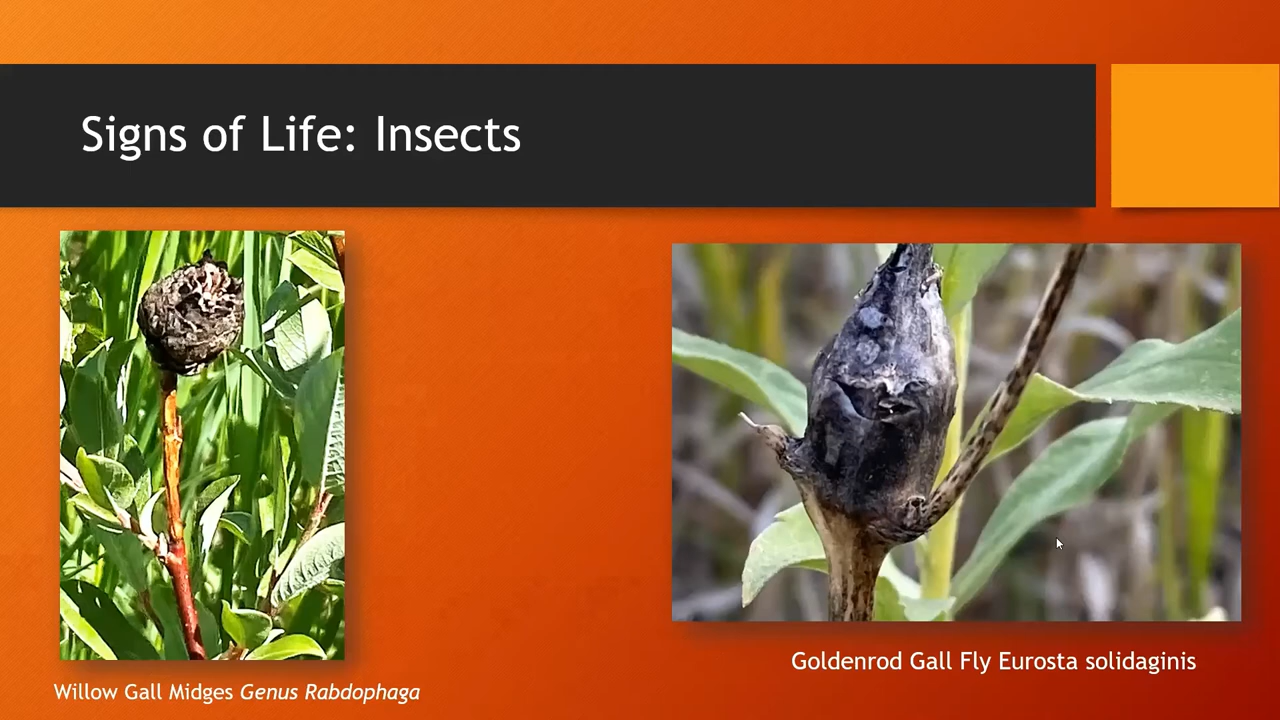 Signs of Life: Insects
Willow Gall Midges Genus Rabdophaga
Goldenrod Gall Fly Eurosta solidaginis